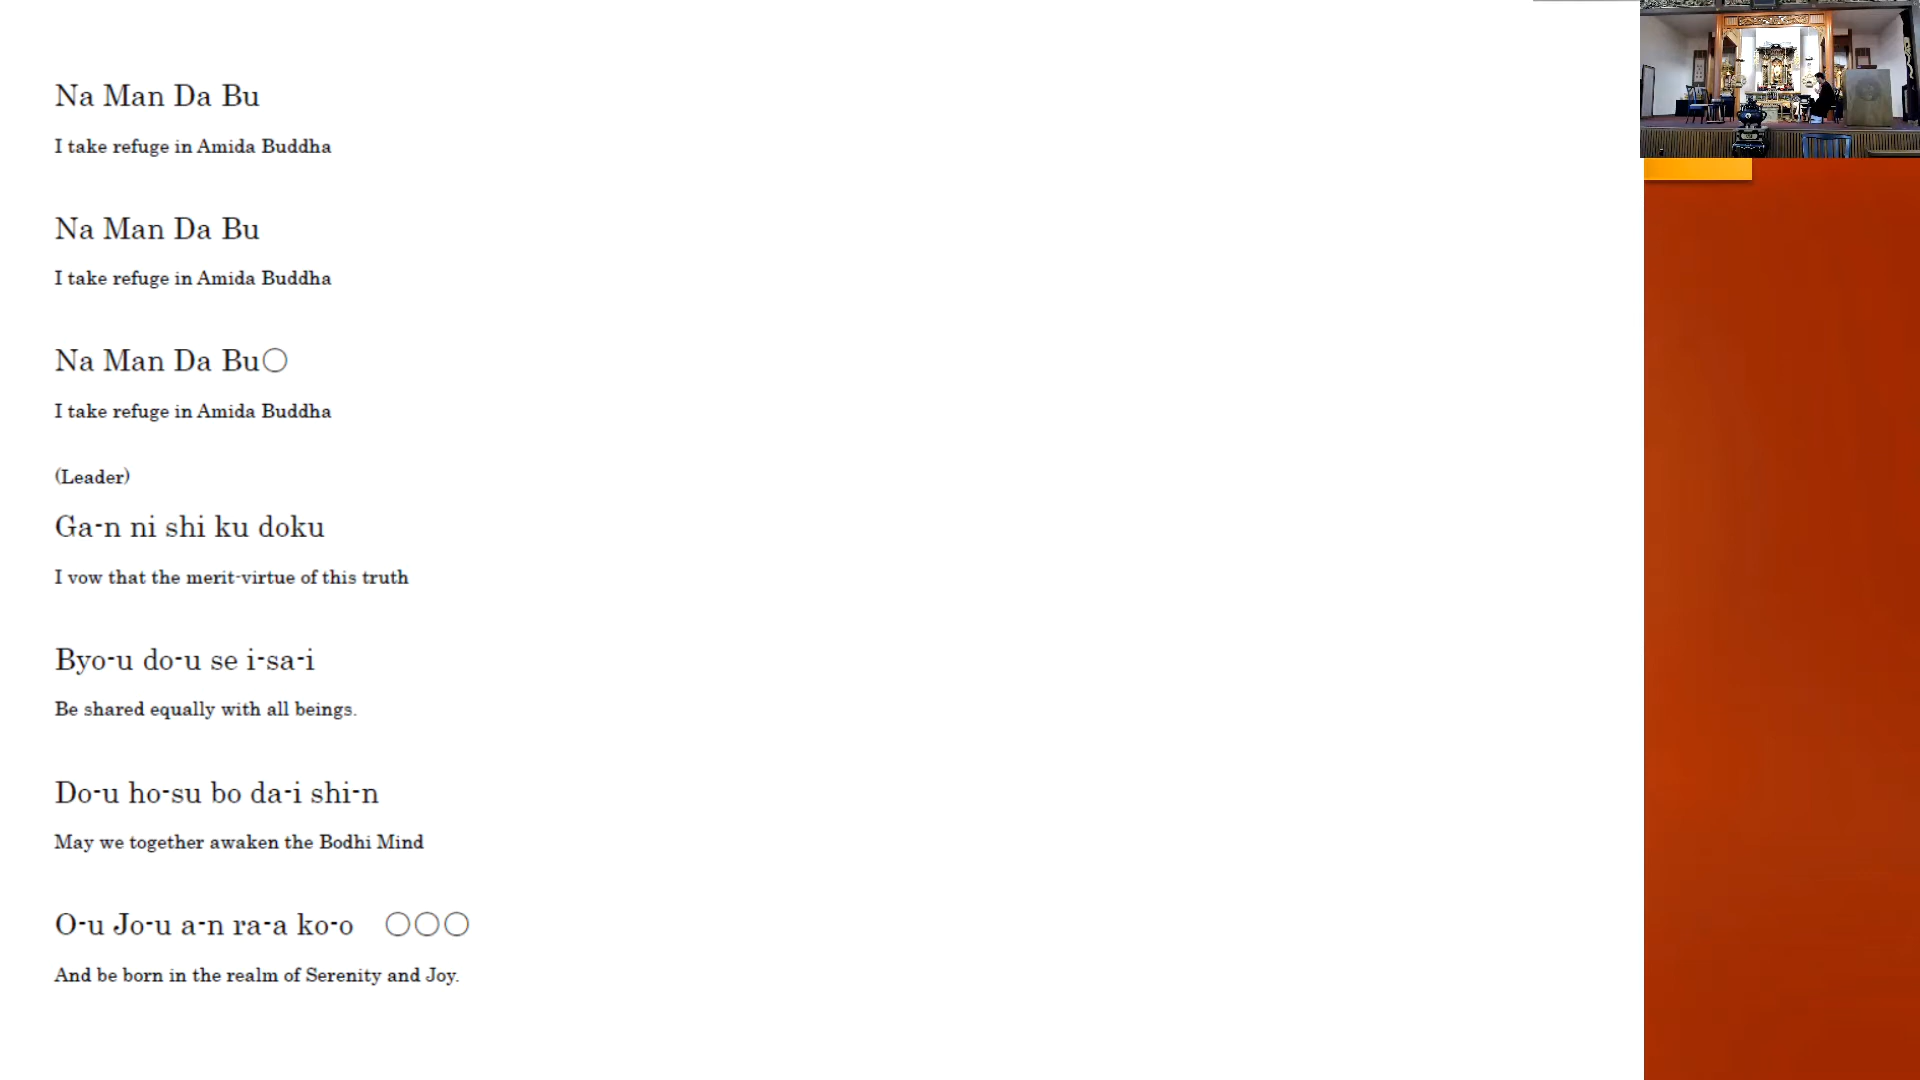 Na Man Da Bu
I take refuge in Amida Buddha
Na Man Da Bu
I take refuge in Amida Buddha
Na Man Da Bu○
I take refuge in Amida Buddha
(Leader)
Ga-n ni shi ku doku
I vow that the merit-virtue of this truth
Byo-u do-u se i-sa-i
Be shared equally with all beings.
Do-u ho-su bo da-i shi-n
May we together awaken the Bodhi Mind
O-u Jo-u a-n ra-a ko-o ○○○
And be born in the realm of Serenity and Joy.